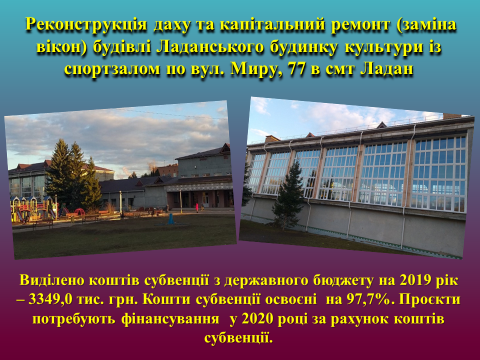 Реконструкція даху та капітальний ремонт (заміна
вікон) будівлі Ладанського будинку культури із
спортзалом по вул. Миру, 77 в смт Ладан
Виділено коштів субвенції з державного бюджету на 2019 рік
– 3349,0 тис. грн. Кошти субвенції освоєні на 97,7%. Проєкти
потребують фінансування у 2020 році за рахунок коштів
субвенції.